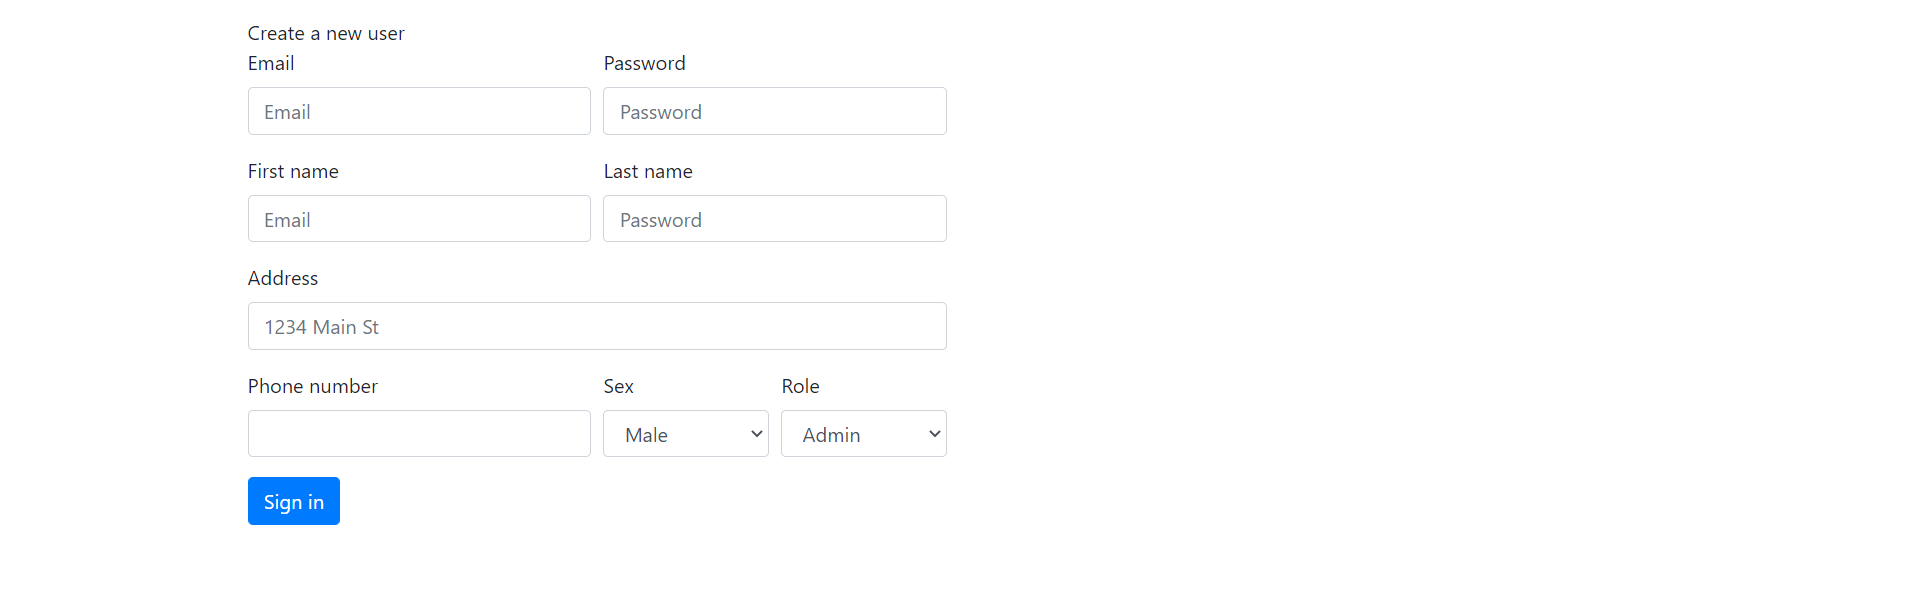 Create a new user
Email Password
Email Password
First name Last name
Email Password
Address
1234 Main St
Phone number Sex Role
Male Admin
Sign in